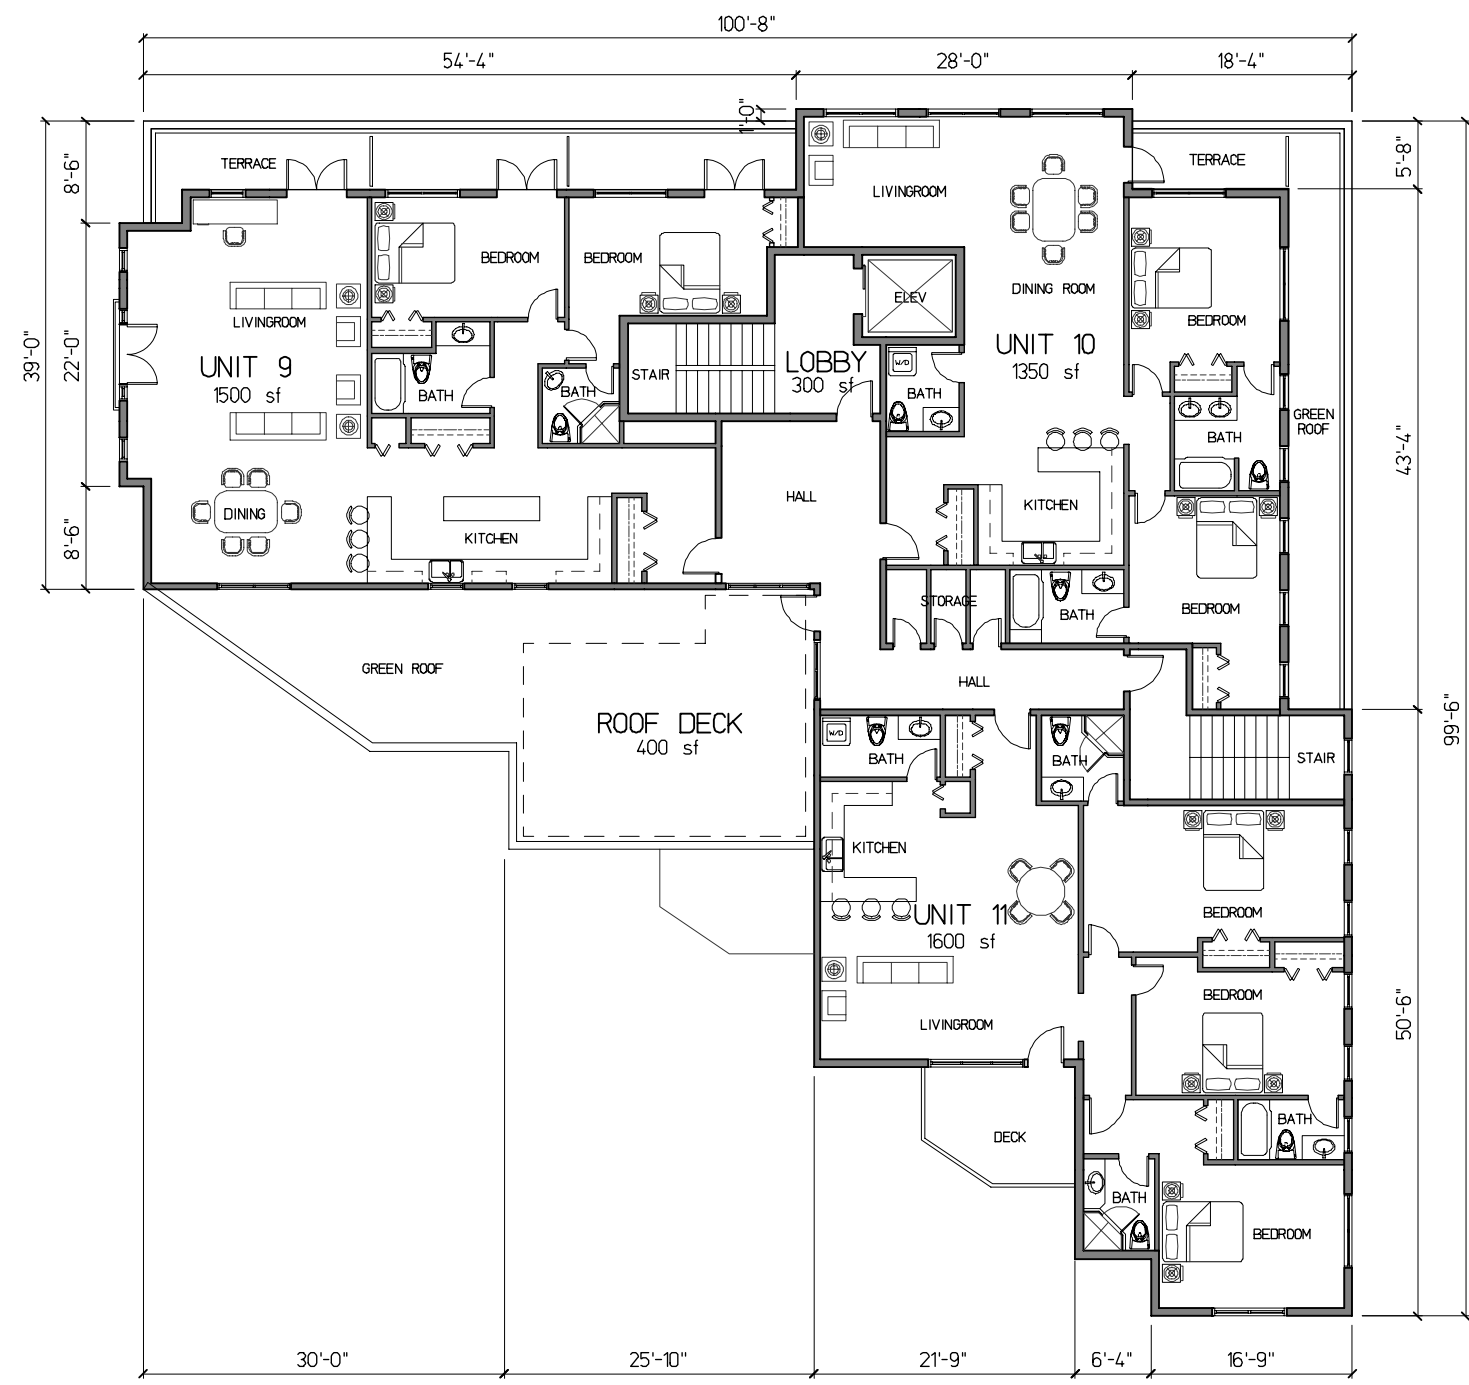 100'-8"
54'-4"
28'-0"
18'-4"
1'-0"
8'-6"
5'-8"
TERRACE
LIVINGROOM
TERRACE
BEDROOM
BEDROOM
DINING ROOM
ELEV
LIVINGROOM
BEDROOM
39'-0"
22'-0"
UNIT 9
1500 sf
STAIR
LOBBY
300 sf
UNIT 10
1350 sf
W/D
BATH
BATH
BATH
GREEN
ROOF
BATH
43'-4"
HALL
DINING
KITCHEN
KITCHEN
8'-6"
STORAGE
BATH
BEDROOM
GREEN ROOF
HALL
ROOF DECK
400 sf
W/D
BATH
BATH
STAIR
99'-6"
KITCHEN
UNIT 11
1600 sf
BEDROOM
BEDROOM
LIVINGROOM
50'-6"
DECK
BATH
BATH
BEDROOM
30'-0"
25'-10"
21'-9"
6'-4"
16'-9"